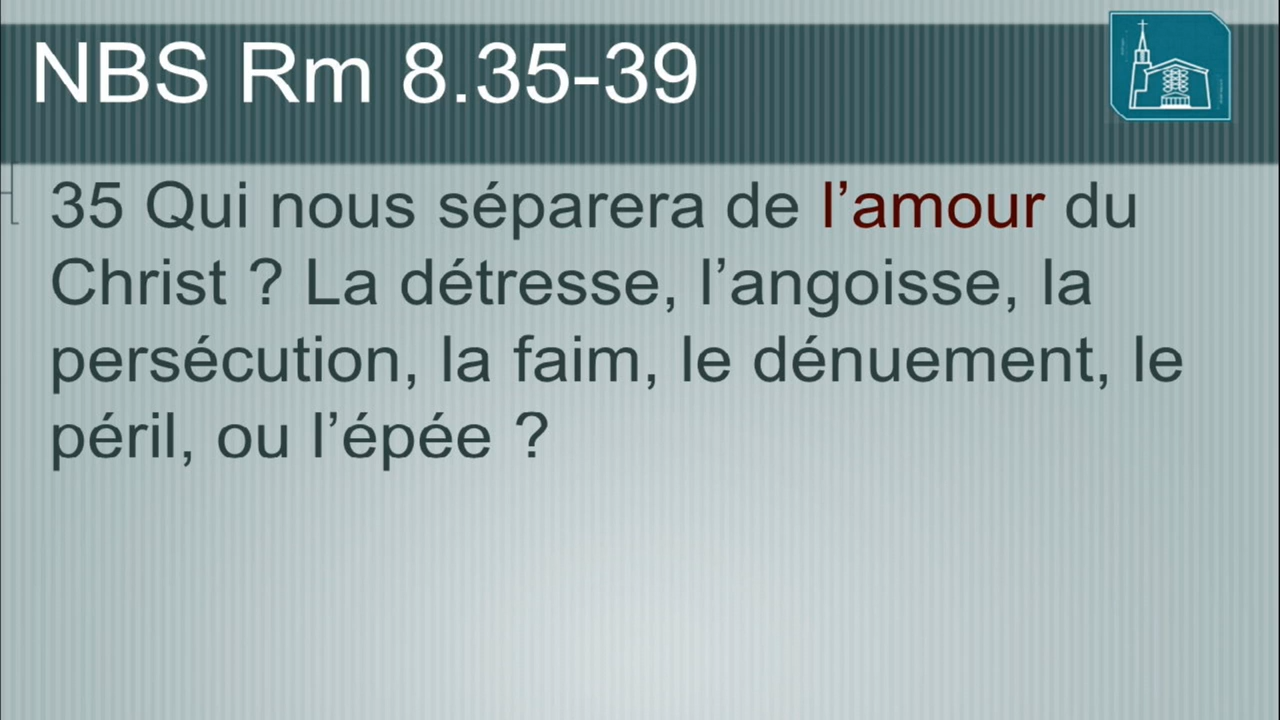 NBS Rm 8.35-39
35 Qui nous séparera de l’amour du
Christ ? La détresse, l’angoisse, la
persécution, la faim, le dénuement, le
péril, ou l’épée ?